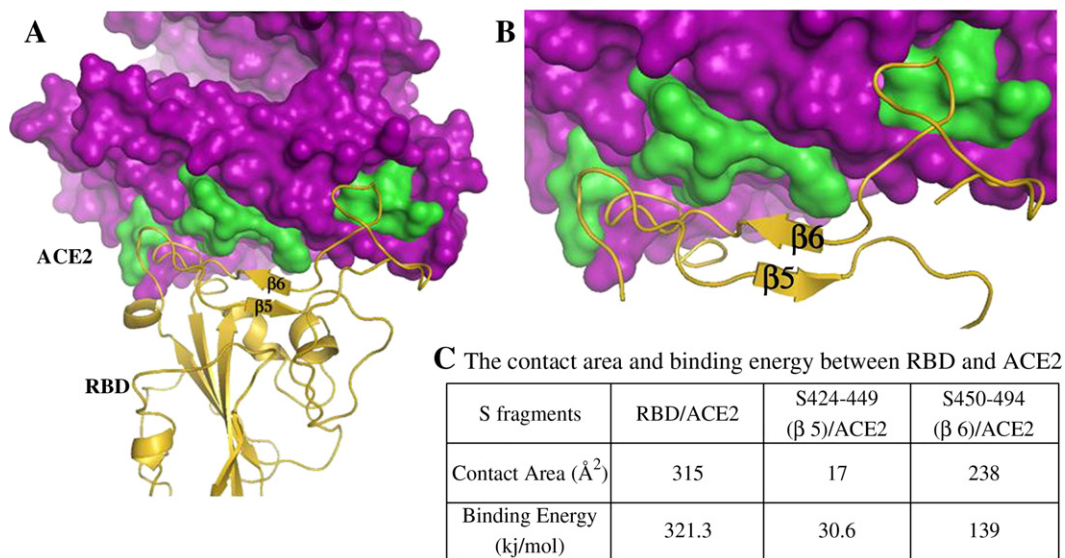 A
B
ACE2
β6
β5
RBD
β6
β5
C The contact area and binding energy between RBD and ACE2
S fragments
RBD/ACE2
S424-449
(β 5)/ACE2
S450-494
(β 6)/ACE2
Contact Area (Å²)
315
17
238
Binding Energy
(kj/mol)
321.3
30.6
139